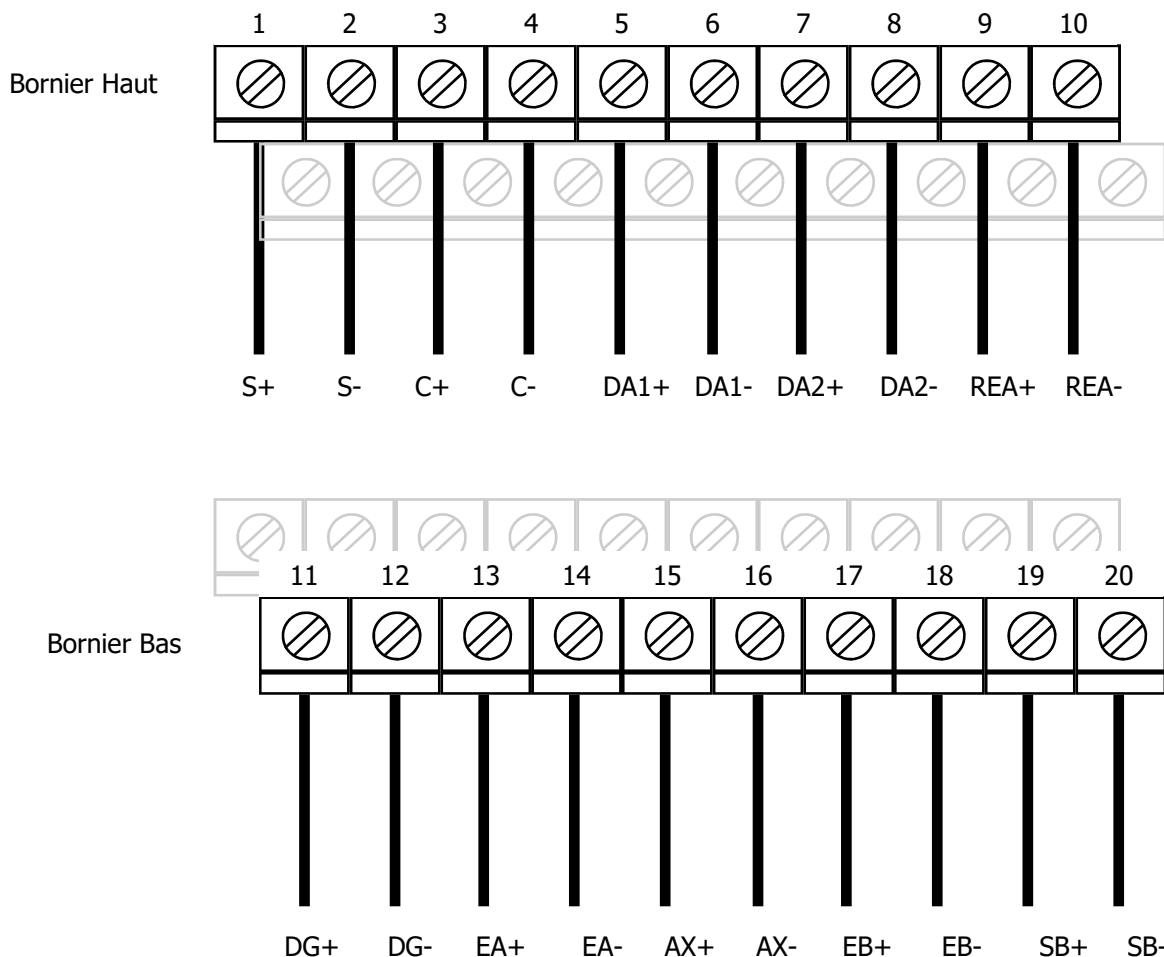 1 2 3 4 5 6 7 8 9 10
Bornier Haut
S+ S- C+ C- DA1+ DA1- DA2+ DA2- REA+ REA-
11 12 13 14 15 16 17 18 19 20
Bornier Bas
DG+ DG- EA+ EA- AX+ AX- EB+ EB- SB+ SB-